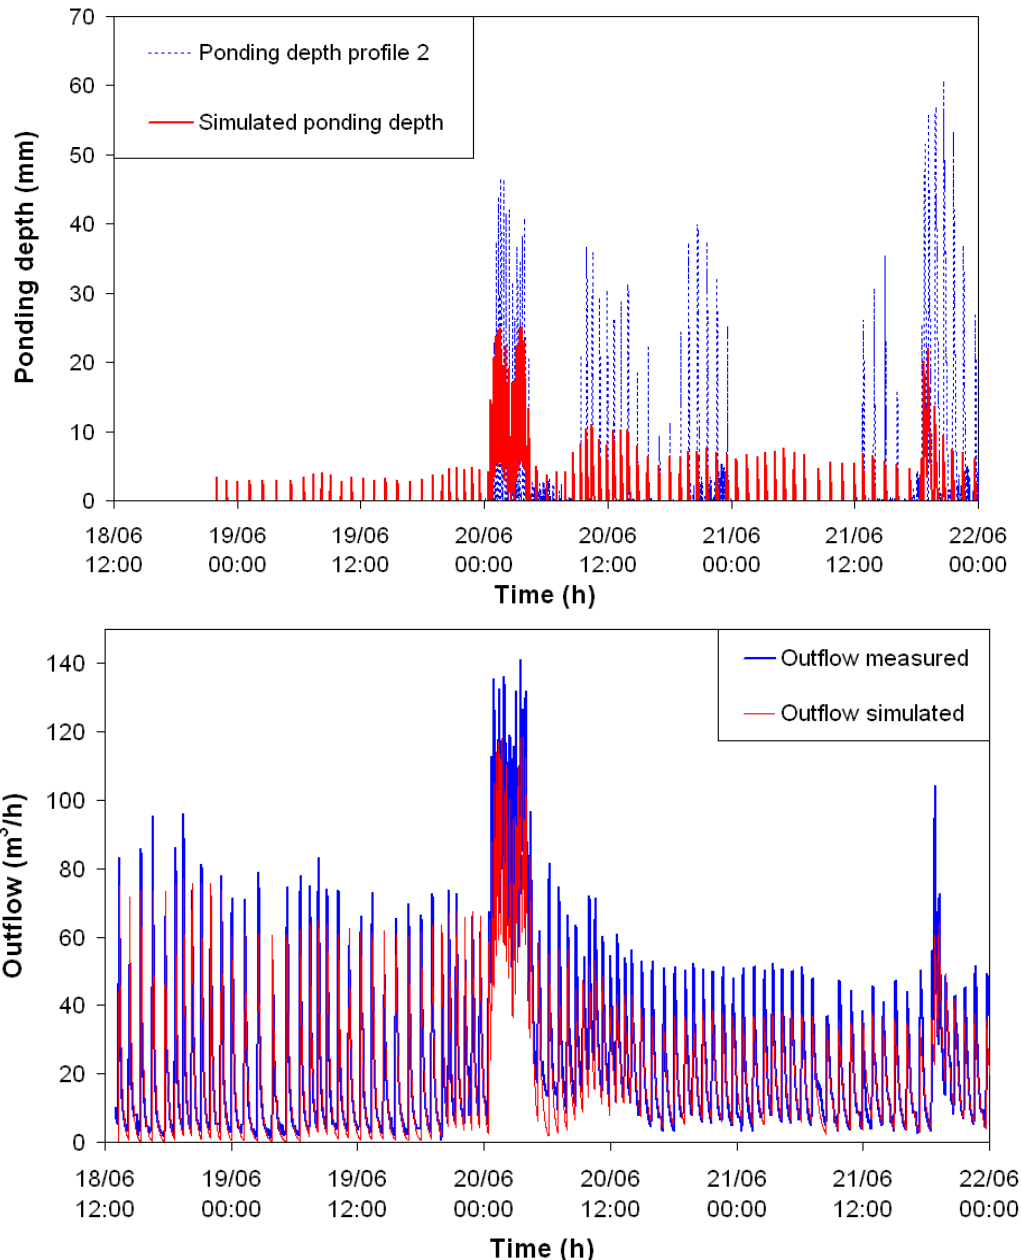 70
60
50
40
30
20
10
0
Ponding depth (mm)
Ponding depth profile 2
Simulated ponding depth
18/06 19/06 19/06 20/06 20/06 21/06 21/06 22/06
12:00 00:00 12:00 00:00 12:00 00:00 12:00 00:00
Time (h)
140
120
100
80
60
40
20
0
Outflow (m³/h)
Outflow measured
Outflow simulated
18/06 19/06 19/06 20/06 20/06 21/06 21/06 22/06
12:00 00:00 12:00 00:00 12:00 00:00 12:00 00:00
Time (h)